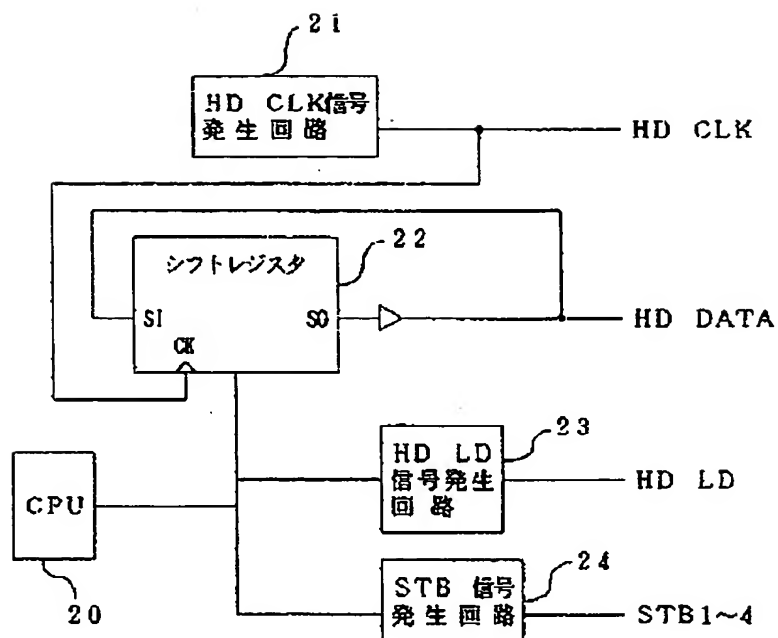 21
HD CLK信号
発生回路
HD CLK
22
シフトレジスタ
SI
SO
CK
HD DATA
23
HD LD
信号発生
回路
HD LD
CPU
20
24
STB 信号
発生回路
STB1~4